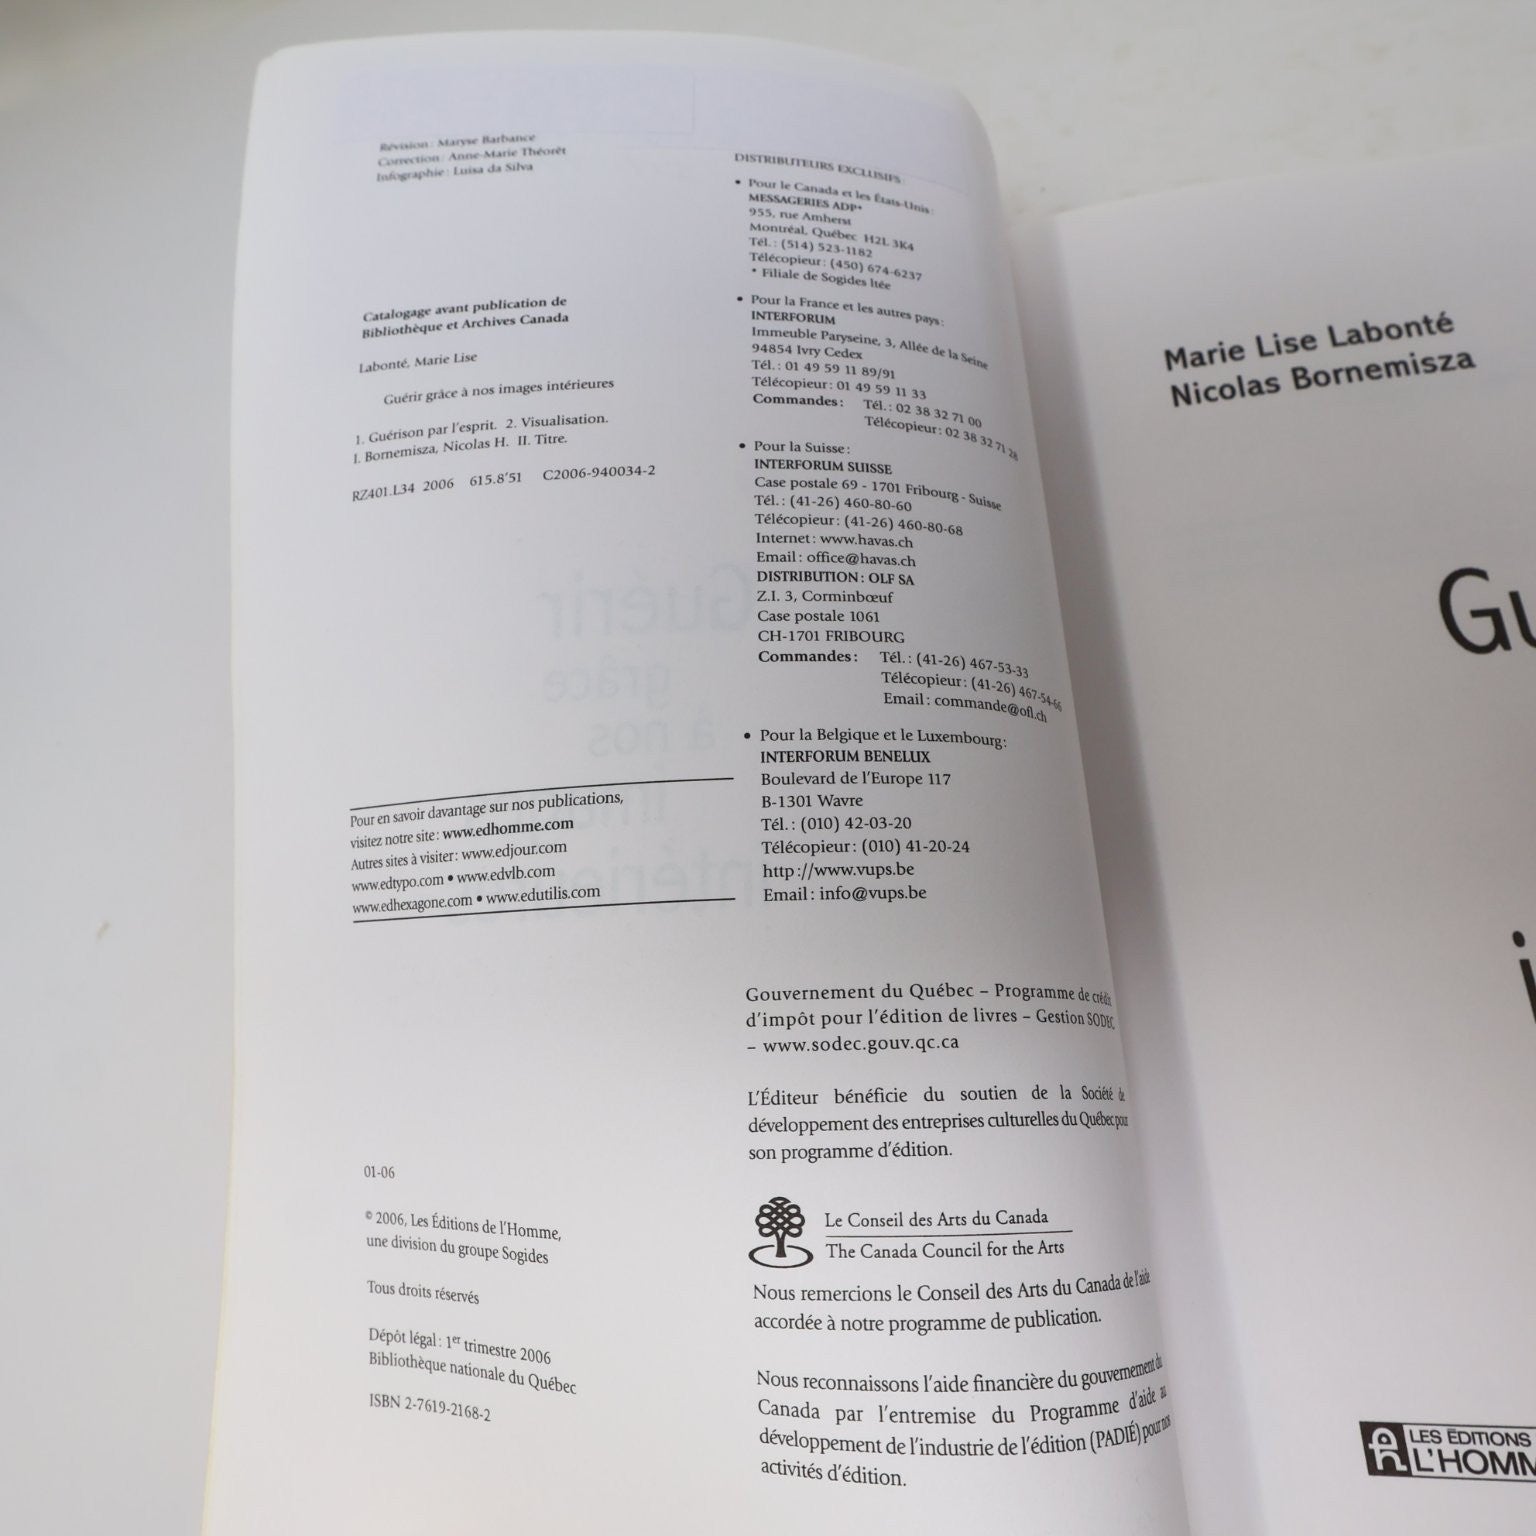 Révision : Maryse Barbance
Correction : Anne-Marie Théorêt
Infographie : Luisa da Silva
Catalogage avant publication de
Bibliothèque et Archives Canada
Labonté, Marie Lise
Guérir grâce à nos images intérieures
1. Guérison par l'esprit. 2. Visualisation.
I. Bornemisza, Nicolas H. II. Titre.
RZ401.L34 2006 615.8'51 C2006-940034-2
Pour en savoir davantage sur nos publications,
visitez notre site : www.edhomme.com
Autres sites à visiter : www.edjour.com
www.edtypo.com • www.edvlb.com
www.edhexagone.com • www.edutilis.com
01-06
© 2006, Les Éditions de l'Homme,
une division du groupe Sogides
Tous droits réservés
Dépôt légal : 1er trimestre 2006
Bibliothèque nationale du Québec
ISBN 2-7619-2168-2
DISTRIBUTEURS EXCLUSIFS :
• Pour le Canada et les États-Unis :
MESSAGERIES ADP*
955, rue Amherst
Montréal, Québec H2L 3K4
Tél. : (514) 523-1182
Télécopieur : (450) 674-6237
* Filiale de Sogides ltée
• Pour la France et les autres pays :
INTERFORUM
Immeuble Paryseine, 3, Allée de la Seine
94854 Ivry Cedex
Tél. : 01 49 59 11 89/91
Télécopieur : 01 49 59 11 33
Commandes : Tél. : 02 38 32 71 00
Télécopieur : 02 38 32 71 28
• Pour la Suisse :
INTERFORUM SUISSE
Case postale 69 - 1701 Fribourg - Suisse
Tél. : (41-26) 460-80-60
Télécopieur : (41-26) 460-80-68
Internet : www.havas.ch
Email : office@havas.ch
DISTRIBUTION : OLF SA
Z.I. 3, Corminbœuf
Case postale 1061
CH-1701 FRIBOURG
Commandes : Tél. : (41-26) 467-53-33
Télécopieur : (41-26) 467-54-66
Email : commande@ofl.ch
• Pour la Belgique et le Luxembourg :
INTERFORUM BENELUX
Boulevard de l'Europe 117
B-1301 Wavre
Tél. : (010) 42-03-20
Télécopieur : (010) 41-20-24
http ://www.vups.be
Email : info@vups.be
Gouvernement du Québec – Programme de crédit
d'impôt pour l'édition de livres – Gestion SODEC
– www.sodec.gouv.qc.ca
L'Éditeur bénéficie du soutien de la Société de
développement des entreprises culturelles du Québec pour
son programme d'édition.
Le Conseil des Arts du Canada
The Canada Council for the Arts
Nous remercions le Conseil des Arts du Canada de l'aide
accordée à notre programme de publication.
Nous reconnaissons l'aide financière du gouvernement du
Canada par l'entremise du Programme d'aide au
développement de l'industrie de l'édition (PADIÉ) pour nos
activités d'édition.
Marie Lise Labonté
Nicolas Bornemisza
Gu
i
LES ÉDITIONS
L'HOMM